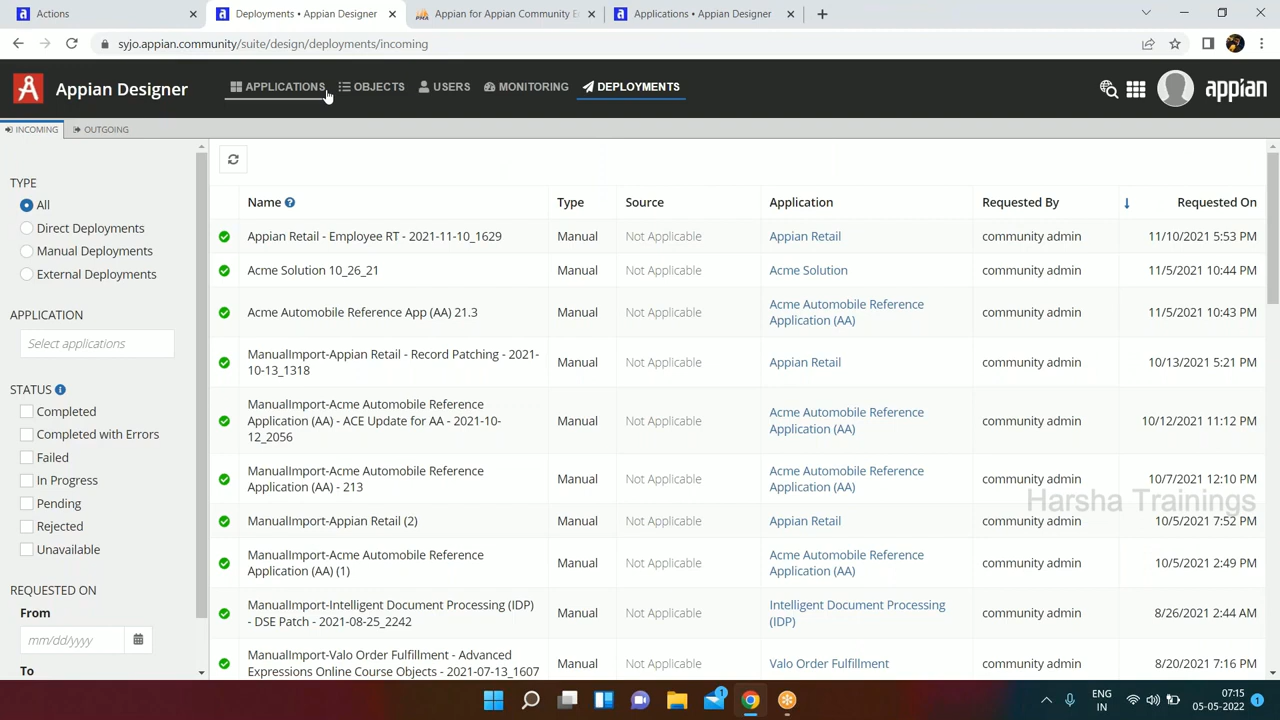 Actions
Deployments • Appian Designer
Appian for Appian Community E
Applications • Appian Designer
syjo.appian.community/suite/design/deployments/incoming
Appian Designer
APPLICATIONS
OBJECTS
USERS
MONITORING
DEPLOYMENTS
appian
INCOMING
OUTGOING
TYPE
All
Direct Deployments
Manual Deployments
External Deployments
APPLICATION
Select applications
STATUS
Completed
Completed with Errors
Failed
In Progress
Pending
Rejected
Unavailable
REQUESTED ON
From
mm/dd/yyyy
To
Name Type Source Application Requested By Requested On
Appian Retail - Employee RT - 2021-11-10_1629 Manual Not Applicable Appian Retail community admin 11/10/2021 5:53 PM
Acme Solution 10_26_21 Manual Not Applicable Acme Solution community admin 11/5/2021 10:44 PM
Acme Automobile Reference App (AA) 21.3 Manual Not Applicable Acme Automobile Reference Application (AA) community admin 11/5/2021 10:43 PM
ManualImport-Appian Retail - Record Patching - 2021-
10-13_1318 Manual Not Applicable Appian Retail community admin 10/13/2021 5:21 PM
ManualImport-Acme Automobile Reference
Application (AA) - ACE Update for AA - 2021-10-
12_2056 Manual Not Applicable Acme Automobile Reference Application (AA) community admin 10/12/2021 11:12 PM
ManualImport-Acme Automobile Reference
Application (AA) - 213 Manual Not Applicable Acme Automobile Reference Application (AA) community admin 10/7/2021 12:10 PM
Harsha Trainings
ManualImport-Appian Retail (2) Manual Not Applicable Appian Retail community admin 10/5/2021 7:52 PM
ManualImport-Acme Automobile Reference
Application (AA) (1) Manual Not Applicable Acme Automobile Reference Application (AA) community admin 10/5/2021 2:49 PM
ManualImport-Intelligent Document Processing (IDP)
- DSE Patch - 2021-08-25_2242 Manual Not Applicable Intelligent Document Processing (IDP) community admin 8/26/2021 2:44 AM
ManualImport-Valo Order Fulfillment - Advanced
Expressions Online Course Objects - 2021-07-13_1607 Manual Not Applicable Valo Order Fulfillment community admin 8/20/2021 7:16 PM
1
ENG
IN
07:15
05-05-2022
1